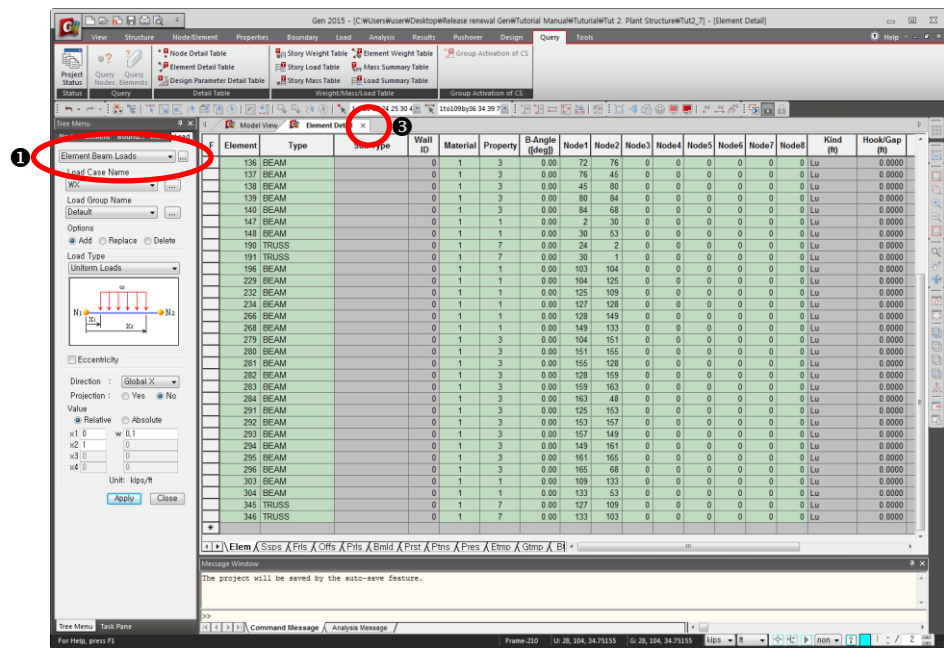 Gen 2015 - [C:\Users\user\Desktop\Release renewal Gen\Tutorial Manual\Tuturial\Tut 2. Plant Structure\Tut2_7] - [Element Detail]
View Structure Node/Element Properties Boundary Load Analysis Results Pushover Design Query Tools Help
Node Detail Table Story Weight Table Element Weight Table Group Activation of CS
Element Detail Table Story Load Table Mass Summary Table
Project Status Query Nodes Query Elements Design Parameter Detail Table Story Mass Table Load Summary Table
Status Query Detail Table Weight/Mass/Load Table Group Activation of CS
24 25 30 4 1to109by36 34 39 7
Tree Menu Model View Element Detail ❸
❶ Element Beam Loads
Load Case Name
WX
Load Group Name
Default
Options
Add Replace Delete
Load Type
Uniform Loads
ω
N1 N2
x1
x2
Eccentricity
Direction : Global X
Projection : Yes No
Value
Relative Absolute
x1 0 w 0,1
x2 1 0
x3 0 0
x4 0 0
Unit: kips/ft
Apply Close
F Element Type Sub Type Wall ID Material Property B.Angle ([deg]) Node1 Node2 Node3 Node4 Node5 Node6 Node7 Node8 Kind (ft) Hook/Gap (ft)
136 BEAM 0 1 3 0.00 72 76 0 0 0 0 0 0 Lu 0.0000
137 BEAM 0 1 3 0.00 76 45 0 0 0 0 0 0 Lu 0.0000
138 BEAM 0 1 3 0.00 45 80 0 0 0 0 0 0 Lu 0.0000
139 BEAM 0 1 3 0.00 80 84 0 0 0 0 0 0 Lu 0.0000
140 BEAM 0 1 3 0.00 84 68 0 0 0 0 0 0 Lu 0.0000
147 BEAM 0 1 1 0.00 2 30 0 0 0 0 0 0 Lu 0.0000
148 BEAM 0 1 1 0.00 30 53 0 0 0 0 0 0 Lu 0.0000
190 TRUSS 0 1 7 0.00 24 2 0 0 0 0 0 0 Lu 0.0000
191 TRUSS 0 1 7 0.00 30 1 0 0 0 0 0 0 Lu 0.0000
196 BEAM 0 1 1 0.00 103 104 0 0 0 0 0 0 Lu 0.0000
229 BEAM 0 1 1 0.00 104 125 0 0 0 0 0 0 Lu 0.0000
232 BEAM 0 1 1 0.00 125 109 0 0 0 0 0 0 Lu 0.0000
234 BEAM 0 1 1 0.00 127 128 0 0 0 0 0 0 Lu 0.0000
266 BEAM 0 1 1 0.00 128 149 0 0 0 0 0 0 Lu 0.0000
268 BEAM 0 1 1 0.00 149 133 0 0 0 0 0 0 Lu 0.0000
279 BEAM 0 1 3 0.00 104 151 0 0 0 0 0 0 Lu 0.0000
280 BEAM 0 1 3 0.00 151 155 0 0 0 0 0 0 Lu 0.0000
281 BEAM 0 1 3 0.00 155 128 0 0 0 0 0 0 Lu 0.0000
282 BEAM 0 1 3 0.00 128 159 0 0 0 0 0 0 Lu 0.0000
283 BEAM 0 1 3 0.00 159 163 0 0 0 0 0 0 Lu 0.0000
284 BEAM 0 1 3 0.00 163 48 0 0 0 0 0 0 Lu 0.0000
291 BEAM 0 1 3 0.00 125 153 0 0 0 0 0 0 Lu 0.0000
292 BEAM 0 1 3 0.00 153 157 0 0 0 0 0 0 Lu 0.0000
293 BEAM 0 1 3 0.00 157 149 0 0 0 0 0 0 Lu 0.0000
294 BEAM 0 1 3 0.00 149 161 0 0 0 0 0 0 Lu 0.0000
295 BEAM 0 1 3 0.00 161 165 0 0 0 0 0 0 Lu 0.0000
296 BEAM 0 1 3 0.00 165 68 0 0 0 0 0 0 Lu 0.0000
303 BEAM 0 1 1 0.00 109 133 0 0 0 0 0 0 Lu 0.0000
304 BEAM 0 1 1 0.00 133 53 0 0 0 0 0 0 Lu 0.0000
345 TRUSS 0 1 7 0.00 127 109 0 0 0 0 0 0 Lu 0.0000
346 TRUSS 0 1 7 0.00 133 103 0 0 0 0 0 0 Lu 0.0000
Elem Ssps Frls Offs Prls Bmld Prst Ptns Pres Etmp Gtmp
Message Window
The project will be saved by the auto-save feature.
>>
Tree Menu Task Pane Command Message Analysis Message
For Help, press F1 Frame-210 U: 28, 104, 34.75155 G: 28, 104, 34.75155 kips ft non ? 1 / 2